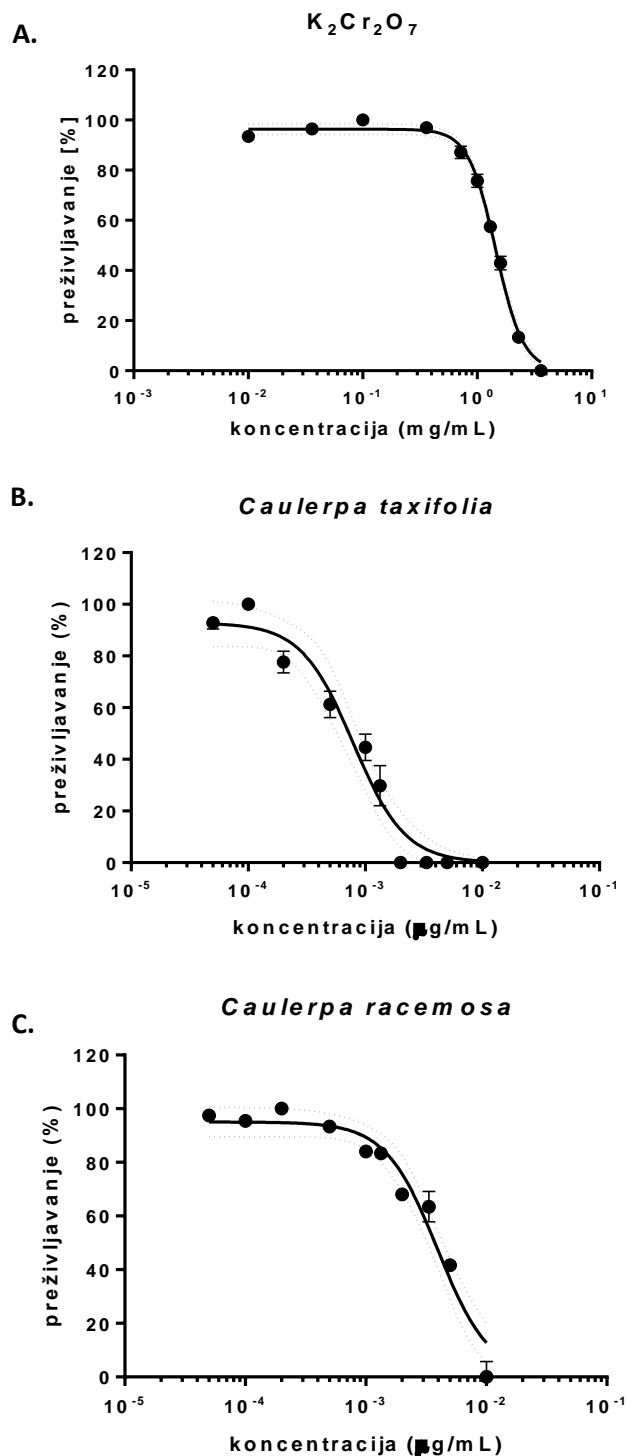 A.
K₂Cr₂O₇
preživljavanje [%]
120
100
80
60
40
20
0
10⁻³ 10⁻² 10⁻¹ 10⁰ 10¹
koncentracija (mg/mL)
B.
Caulerpa taxifolia
preživljavanje (%)
120
100
80
60
40
20
0
10⁻⁵ 10⁻⁴ 10⁻³ 10⁻² 10⁻¹
koncentracija (μg/mL)
C.
Caulerpa racemosa
preživljavanje (%)
120
100
80
60
40
20
0
10⁻⁵ 10⁻⁴ 10⁻³ 10⁻² 10⁻¹
koncentracija (μg/mL)